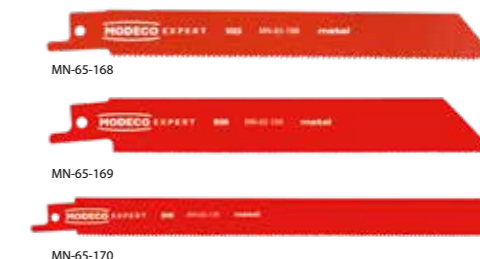 MODECO EXPERT metal
MN-65-168
MODECO EXPERT metal
MN-65-169
MODECO EXPERT metal
MN-65-170